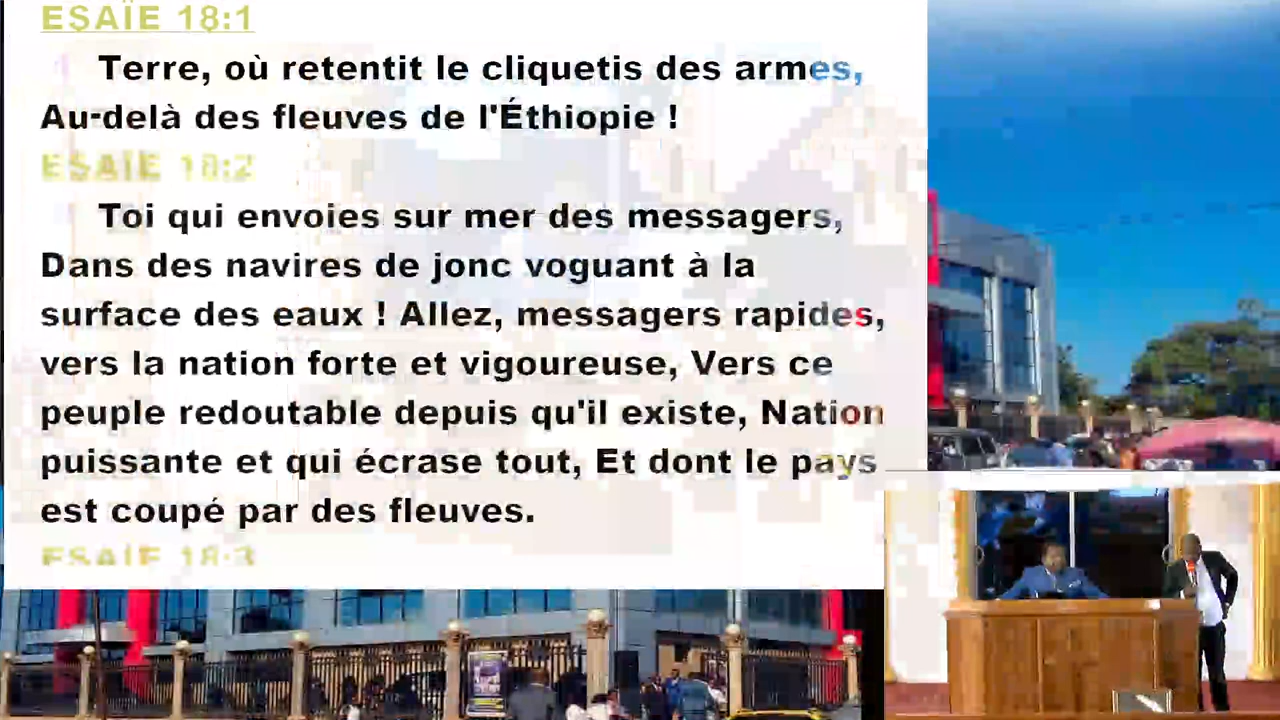 ESAÏE 18:1
Terre, où retentit le cliquetis des armes,
Au-delà des fleuves de l'Éthiopie !
ESAÏE 18:2
Toi qui envoies sur mer des messagers,
Dans des navires de jonc voguant à la
surface des eaux ! Allez, messagers rapides,
vers la nation forte et vigoureuse, Vers ce
peuple redoutable depuis qu'il existe, Nation
puissante et qui écrase tout, Et dont le pays
est coupé par des fleuves.
ESAÏE 18:3